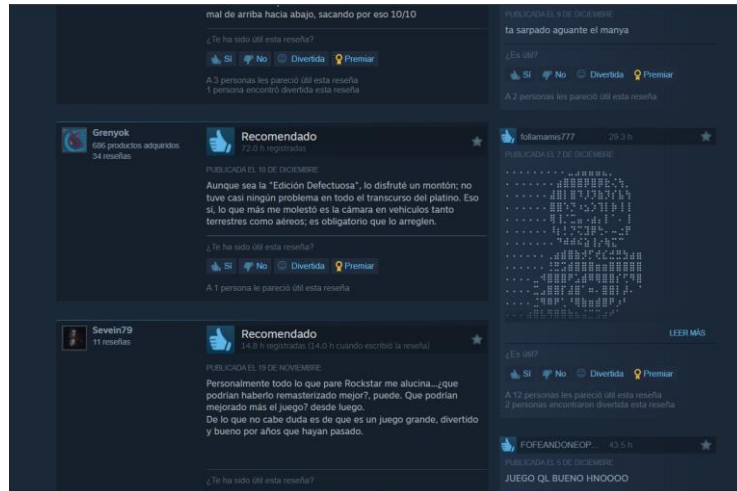 mal de arriba hacia abajo, sacando por eso 10/10
¿Te ha sido útil esta reseña?
Sí No Divertida Premiar
A 3 personas les pareció útil esta reseña
1 persona encontró divertida esta reseña
Grenyok
686 productos adquiridos
34 reseñas
Recomendado
72.0 h registradas
PUBLICADA EL 10 DE DICIEMBRE
Aunque sea la "Edición Defectuosa", lo disfruté un montón; no
tuve casi ningún problema en todo el transcurso del platino. Eso
sí, lo que más me molestó es la cámara en vehículos tanto
terrestres como aéreos; es obligatorio que lo arreglen.
¿Te ha sido útil esta reseña?
Sí No Divertida Premiar
A 1 persona le pareció útil esta reseña
Sevein79
11 reseñas
Recomendado
14.8 h registradas (14.0 h cuando escribió la reseña)
PUBLICADA EL 19 DE NOVIEMBRE
Personalmente todo lo que pare Rockstar me alucina...¿que
podrían haberlo remasterizado mejor?, puede. Que podrían
mejorado más el juego? desde luego.
De lo que no cabe duda es de que es un juego grande, divertido
y bueno por años que hayan pasado.
¿Te ha sido útil esta reseña?
PUBLICADA EL 9 DE DICIEMBRE
ta sarpado aguante el manya
¿Es útil?
Sí No Divertida Premiar
A 2 personas les pareció útil esta reseña
follamamis777 29.3 h
PUBLICADA EL 7 DE DICIEMBRE
LEER MÁS
¿Es útil?
Sí No Divertida Premiar
A 12 personas les pareció útil esta reseña
2 personas encontraron divertida esta reseña
FOFEANDONEOP... 43.5 h
PUBLICADA EL 6 DE DICIEMBRE
JUEGO QL BUENO HNOOOO